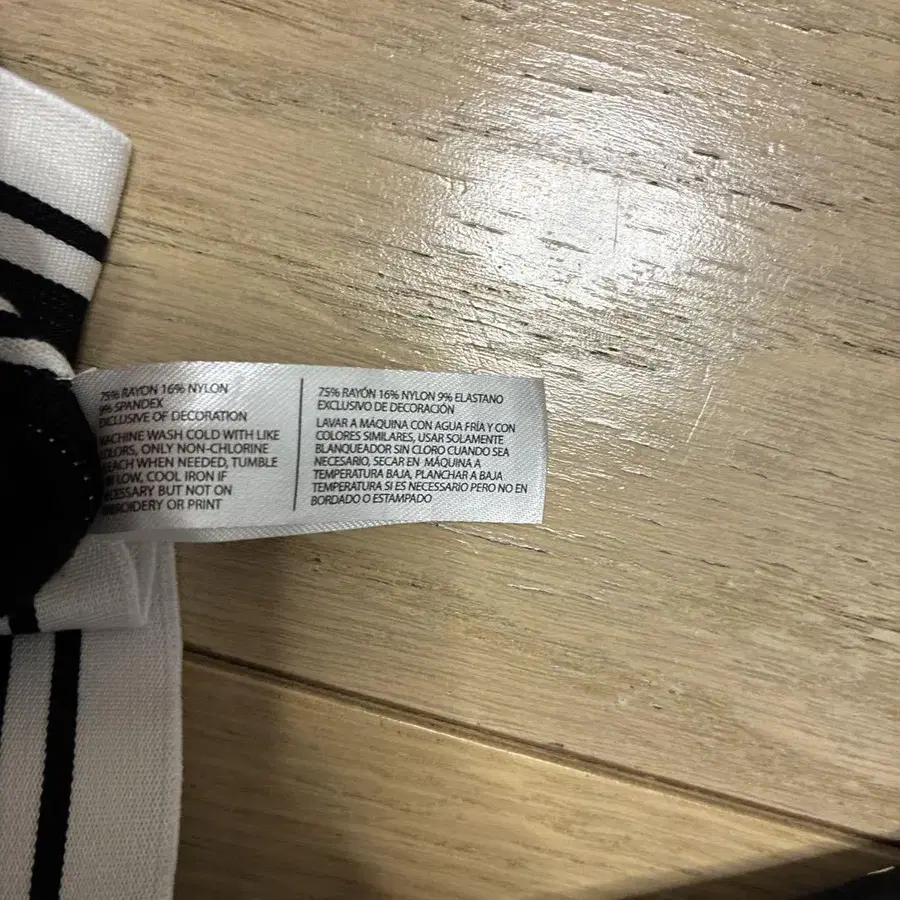 75% RAYON 16% NYLON
9% SPANDEX
EXCLUSIVE OF DECORATION
MACHINE WASH COLD WITH LIKE
COLORS, ONLY NON-CHLORINE
BLEACH WHEN NEEDED, TUMBLE
LOW, COOL IRON IF
NECESSARY BUT NOT ON
EMBROIDERY OR PRINT
75% RAYÓN 16% NYLON 9% ELASTANO
EXCLUSIVO DE DECORACIÓN
LAVAR A MÁQUINA CON AGUA FRÍA Y CON
COLORES SIMILARES, USAR SOLAMENTE
BLANQUEADOR SIN CLORO CUANDO SEA
NECESARIO, SECAR EN MÁQUINA A
TEMPERATURA BAJA, PLANCHAR A BAJA
TEMPERATURA SI ES NECESARIO PERO NO EN
BORDADO O ESTAMPADO